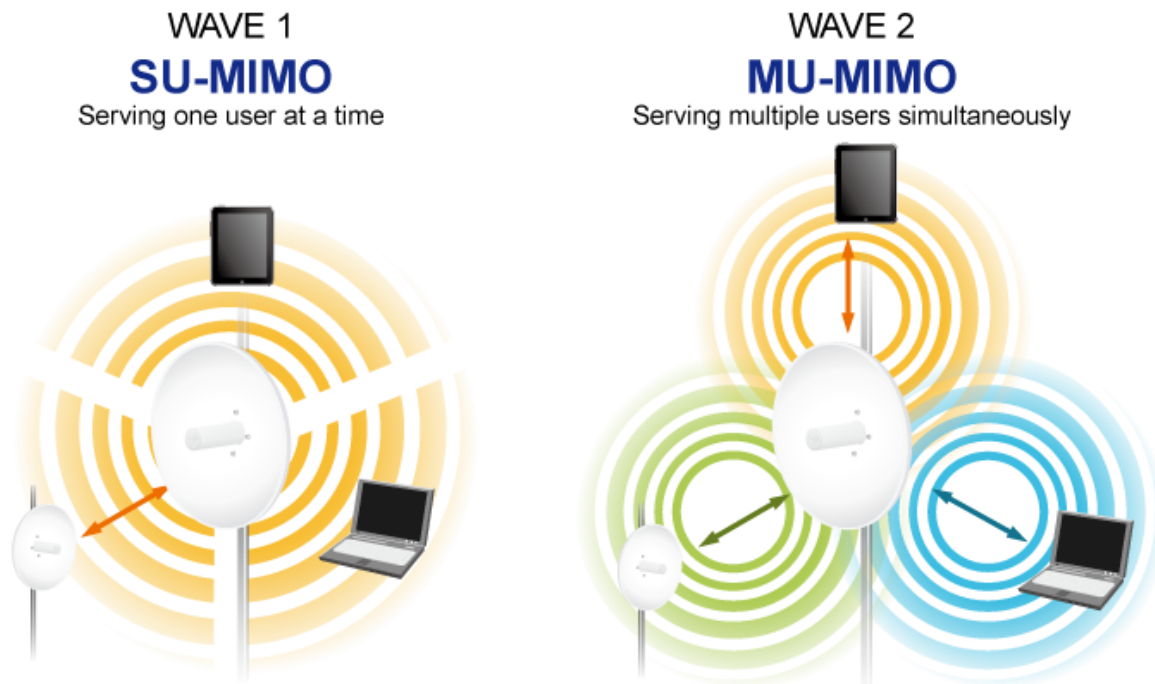 WAVE 1
SU-MIMO
Serving one user at a time
WAVE 2
MU-MIMO
Serving multiple users simultaneously